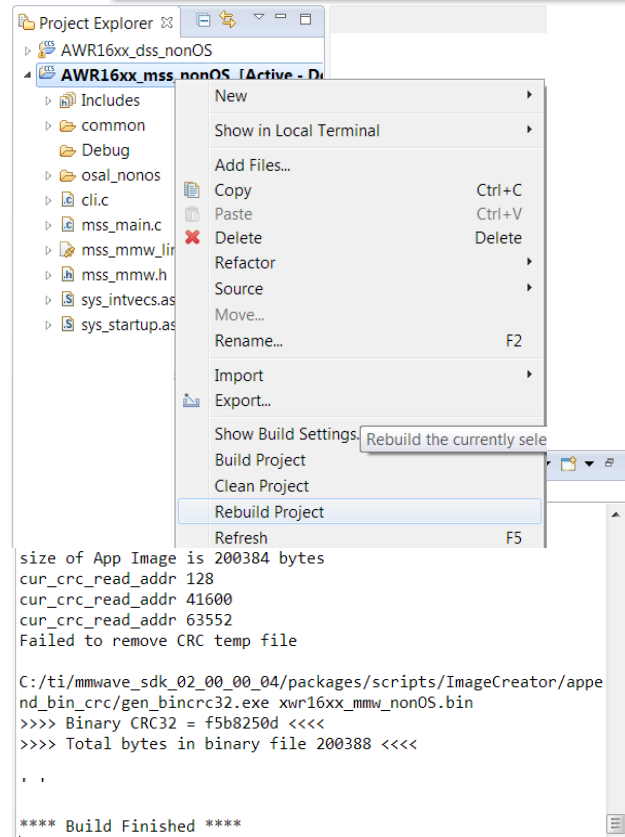 Project Explorer
AWR16xx_dss_nonOS
AWR16xx_mss_nonOS [Active - De
Includes
common
Debug
osal_nonos
cli.c
mss_main.c
mss_mmw_lin
mss_mmw.h
sys_intvecs.as
sys_startup.as
New
Show in Local Terminal
Add Files...
Copy Ctrl+C
Paste Ctrl+V
Delete Delete
Refactor
Source
Move...
Rename... F2
Import
Export...
Show Build Settings.
Rebuild the currently sele
Build Project
Clean Project
Rebuild Project
Refresh F5
size of App Image is 200384 bytes
cur_crc_read_addr 128
cur_crc_read_addr 41600
cur_crc_read_addr 63552
Failed to remove CRC temp file
C:/ti/mmwave_sdk_02_00_00_04/packages/scripts/ImageCreator/appe
nd_bin_crc/gen_bincrc32.exe xwr16xx_mmw_nonOS.bin
>>>> Binary CRC32 = f5b8250d <<<<
>>>> Total bytes in binary file 200388 <<<<
' '
**** Build Finished ****